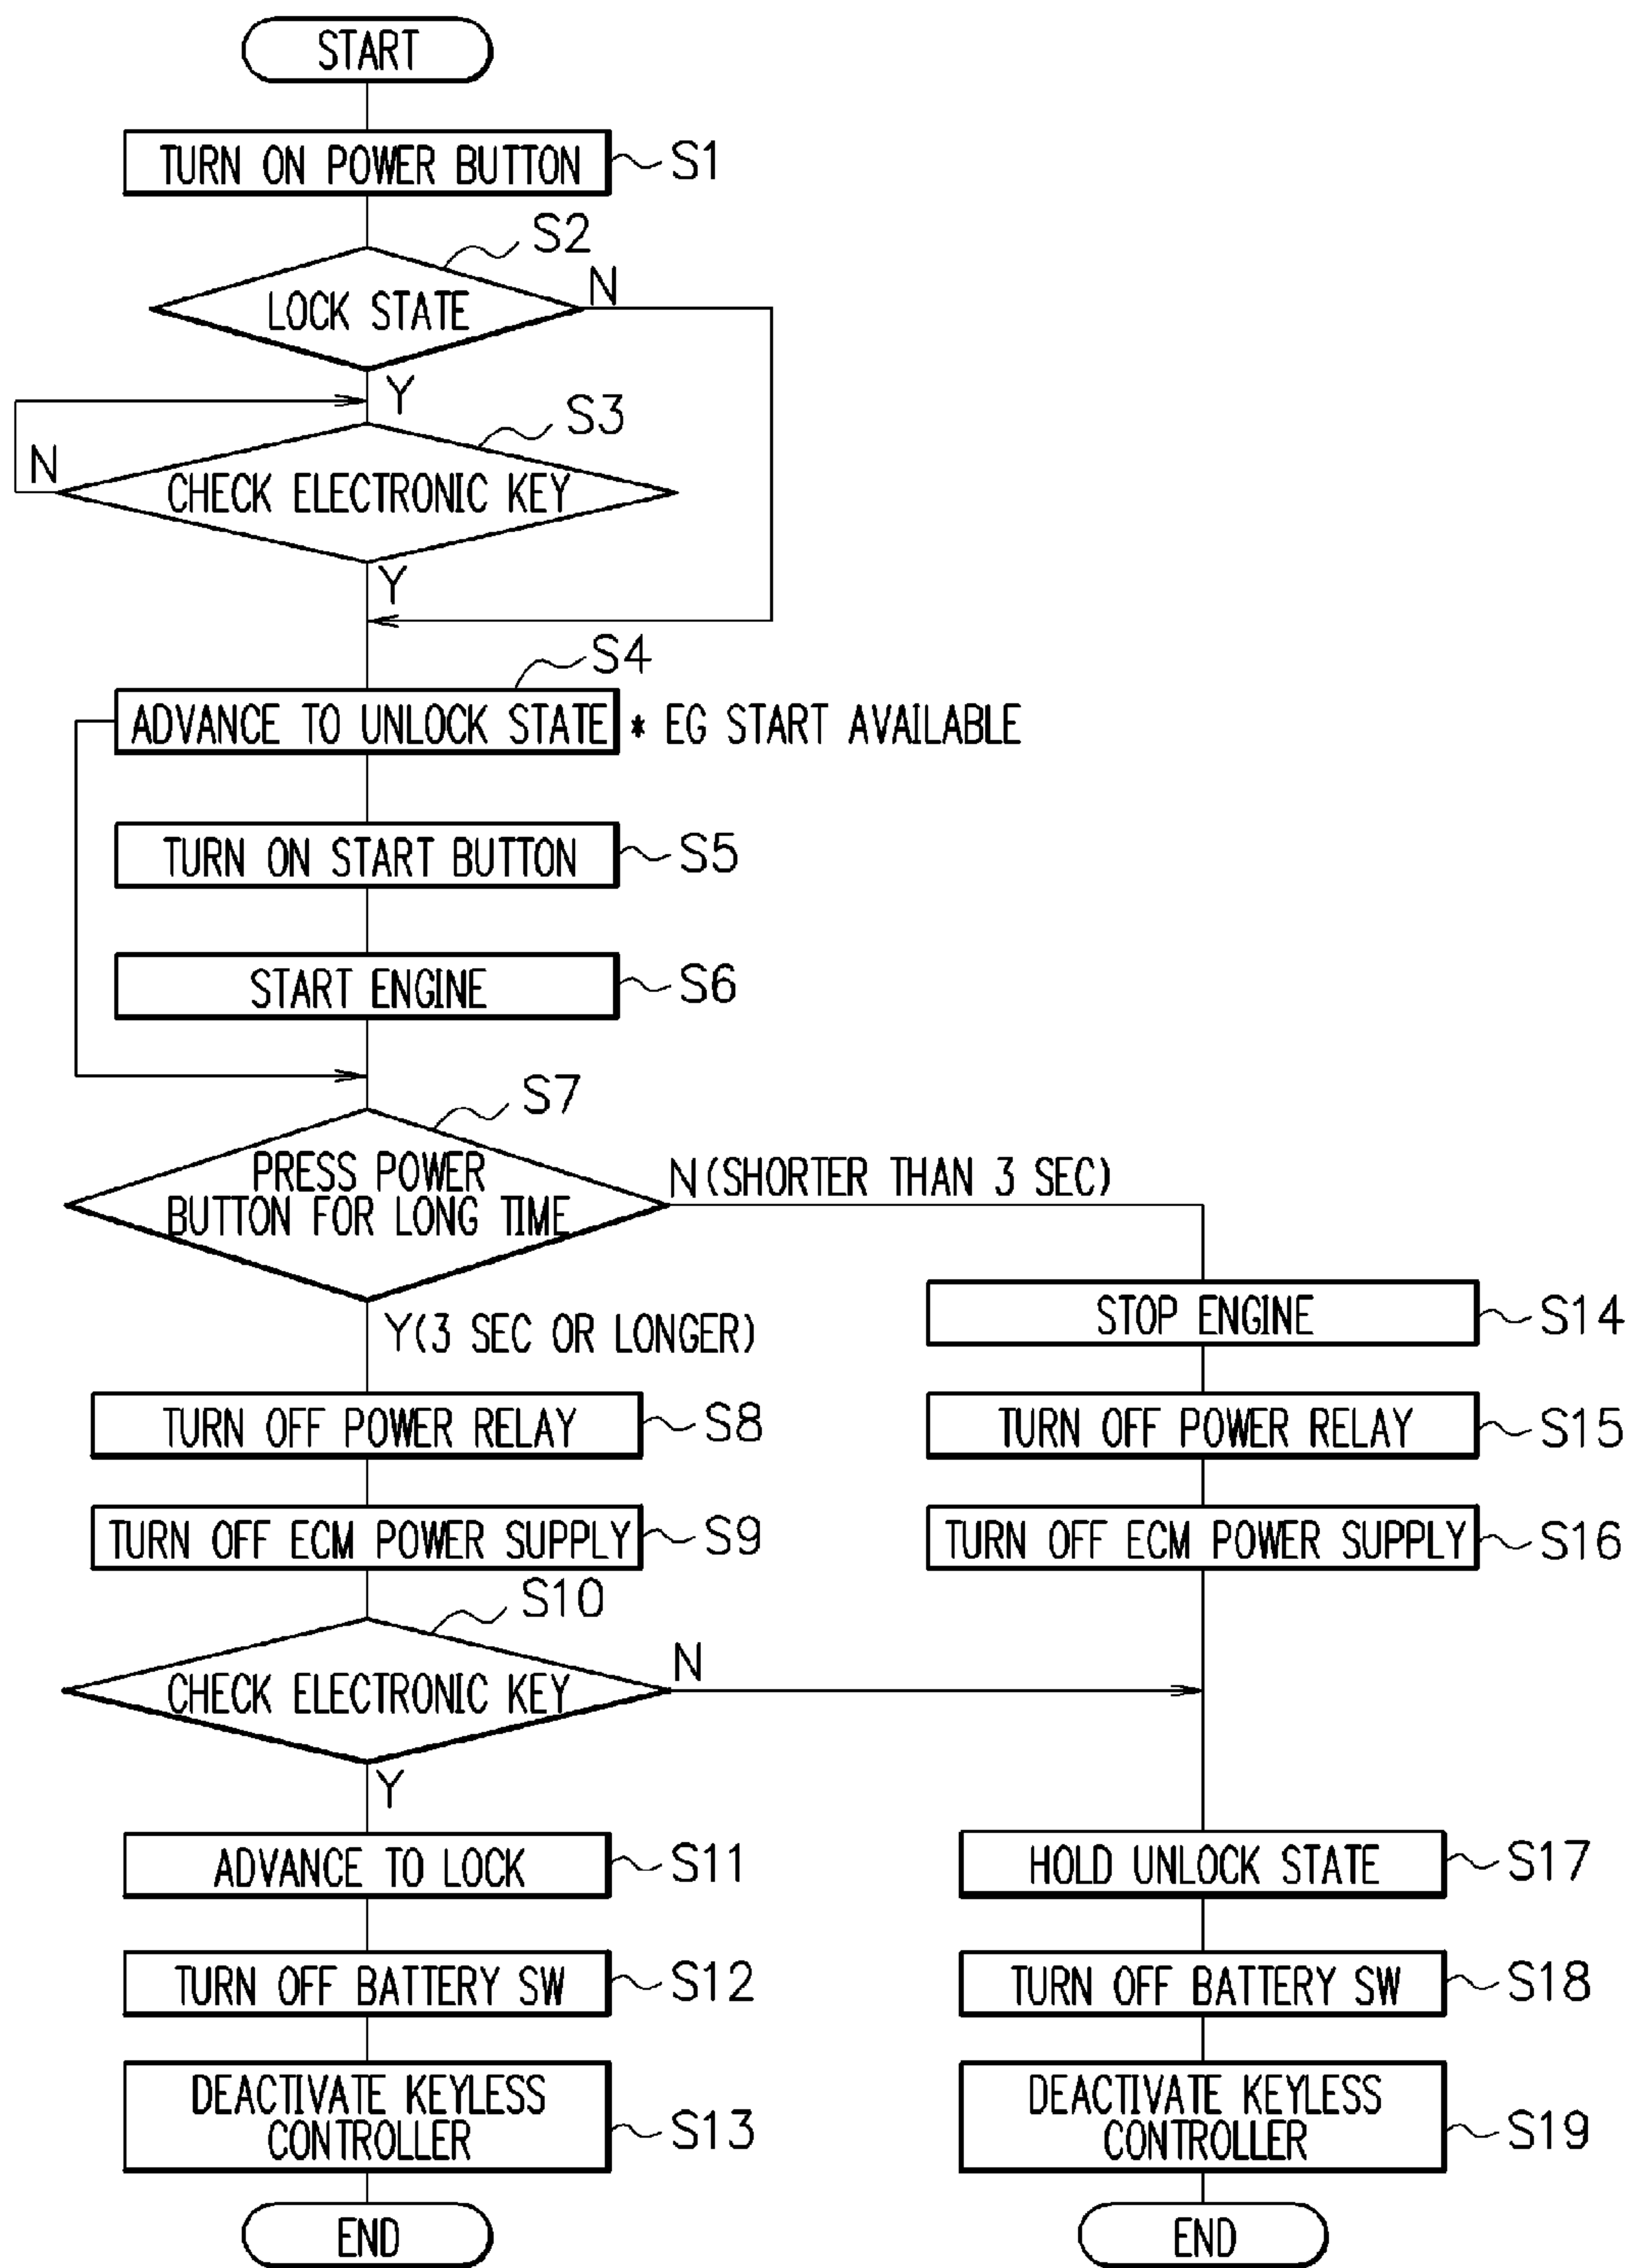 START
TURN ON POWER BUTTON
S1
S2
LOCK STATE
N
Y
S3
N
CHECK ELECTRONIC KEY
Y
S4
ADVANCE TO UNLOCK STATE * EG START AVAILABLE
TURN ON START BUTTON
S5
START ENGINE
S6
S7
PRESS POWER
BUTTON FOR LONG TIME
N (SHORTER THAN 3 SEC)
Y(3 SEC OR LONGER)
STOP ENGINE
S14
TURN OFF POWER RELAY
S8
TURN OFF POWER RELAY
S15
TURN OFF ECM POWER SUPPLY
S9
TURN OFF ECM POWER SUPPLY
S16
S10
CHECK ELECTRONIC KEY
N
Y
ADVANCE TO LOCK
S11
HOLD UNLOCK STATE
S17
TURN OFF BATTERY SW
S12
TURN OFF BATTERY SW
S18
DEACTIVATE KEYLESS
CONTROLLER
S13
DEACTIVATE KEYLESS
CONTROLLER
S19
END
END